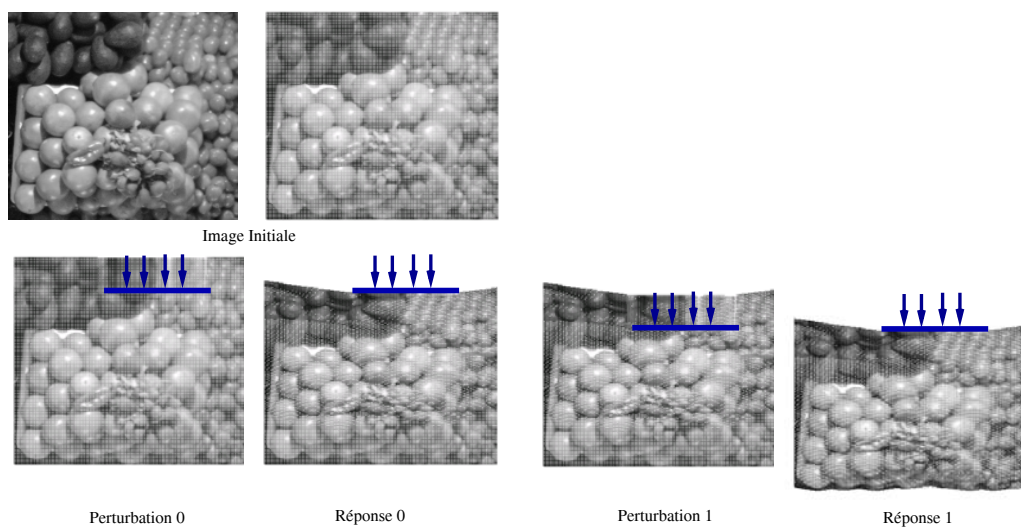 Image Initiale
Perturbation 0
Réponse 0
Perturbation 1
Réponse 1